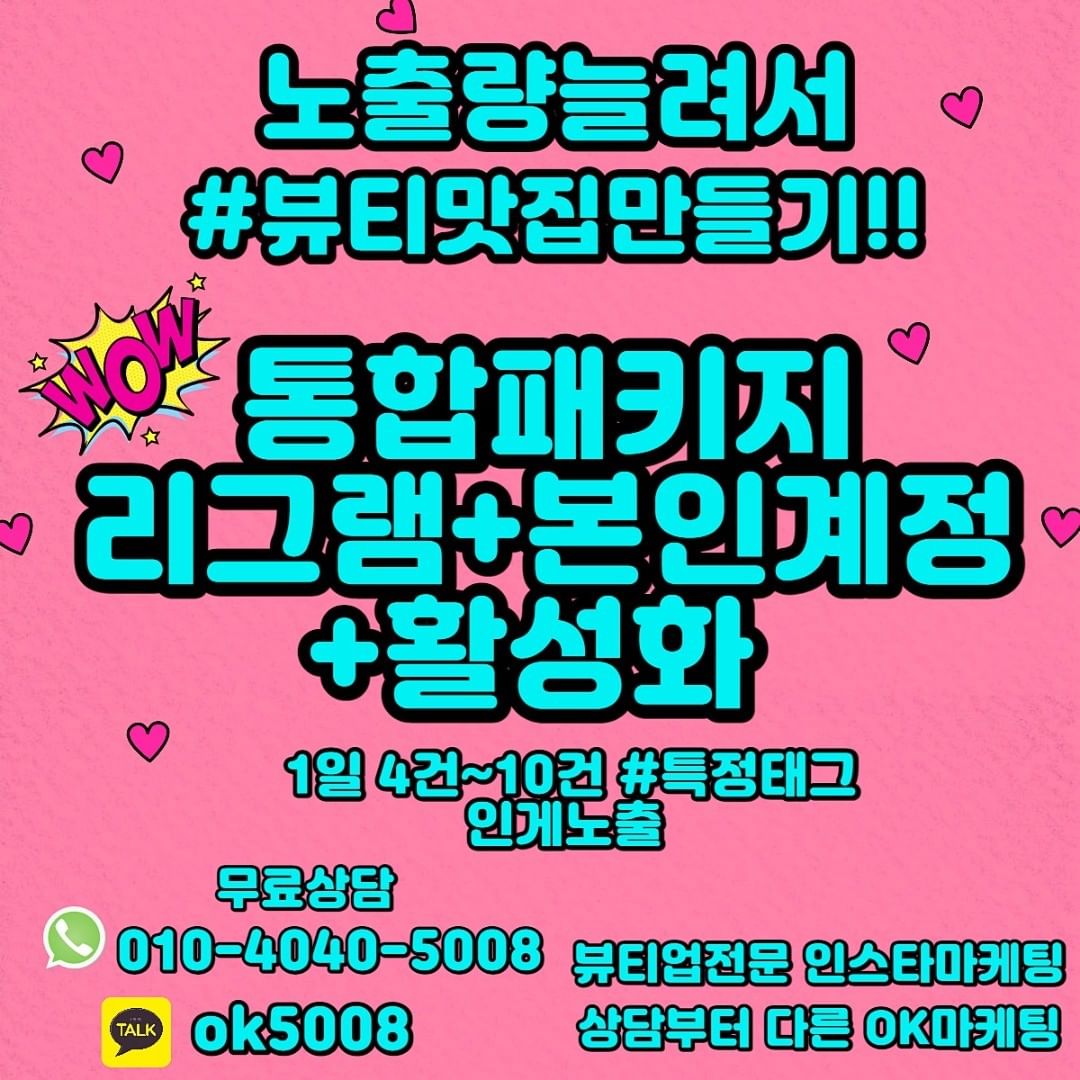 노출량늘려서
#뷰티맛집만들기!!
WOW
통합패키지
리그램+본인계정
+활성화
1일 4건~10건 #특정태그
인게노출
무료상담
010-4040-5008
TALK
ok5008
뷰티업전문 인스타마케팅
상담부터 다른 OK마케팅